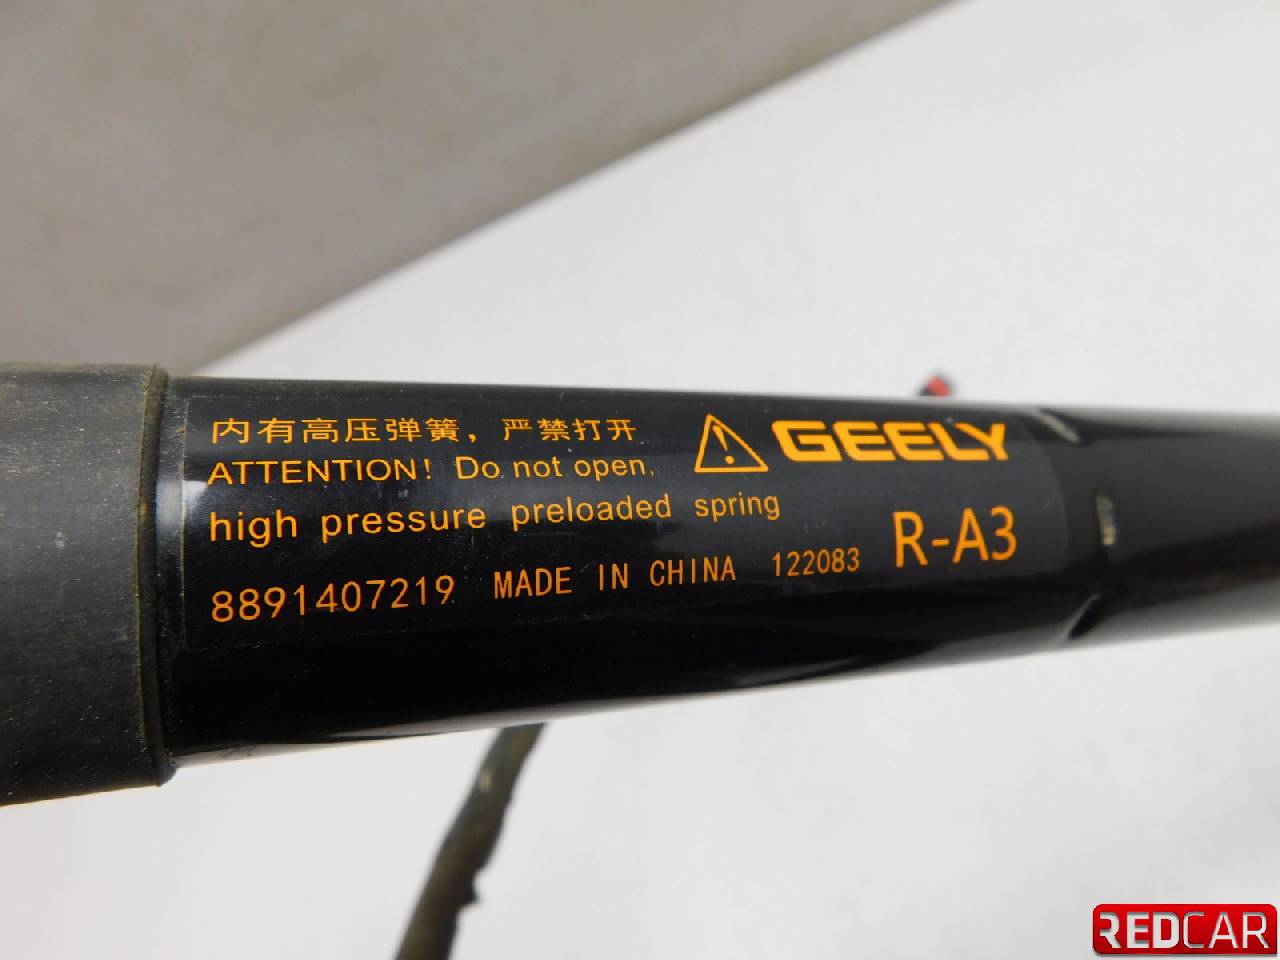 内有高压弹簧，严禁打开
ATTENTION! Do not open,
high pressure preloaded spring
8891407219 MADE IN CHINA 122083
GEELY
R-A3
REDCAR